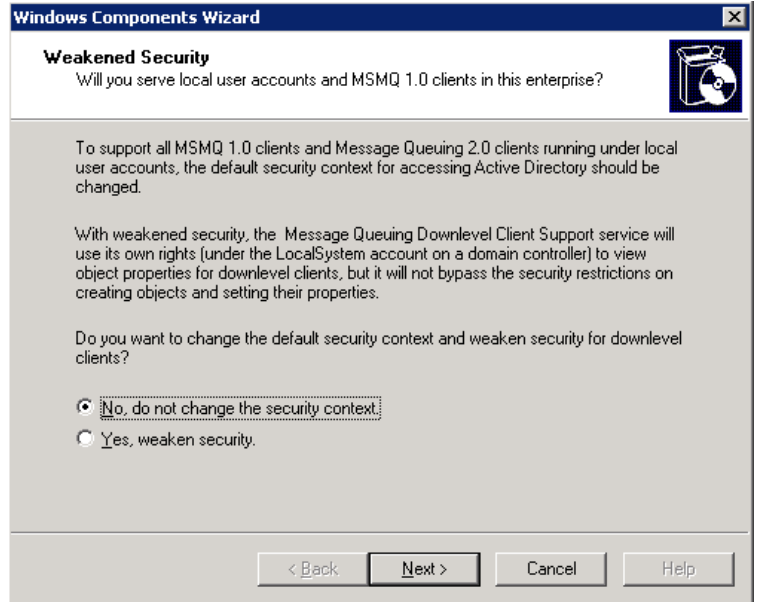 Windows Components Wizard
Weakened Security
Will you serve local user accounts and MSMQ 1.0 clients in this enterprise?
To support all MSMQ 1.0 clients and Message Queuing 2.0 clients running under local
user accounts, the default security context for accessing Active Directory should be
changed.
With weakened security, the  Message Queuing Downlevel Client Support service will
use its own rights (under the LocalSystem account on a domain controller) to view
object properties for downlevel clients, but it will not bypass the security restrictions on
creating objects and setting their properties.
Do you want to change the default security context and weaken security for downlevel
clients?
No, do not change the security context.
Yes, weaken security.
< Back
Next >
Cancel
Help